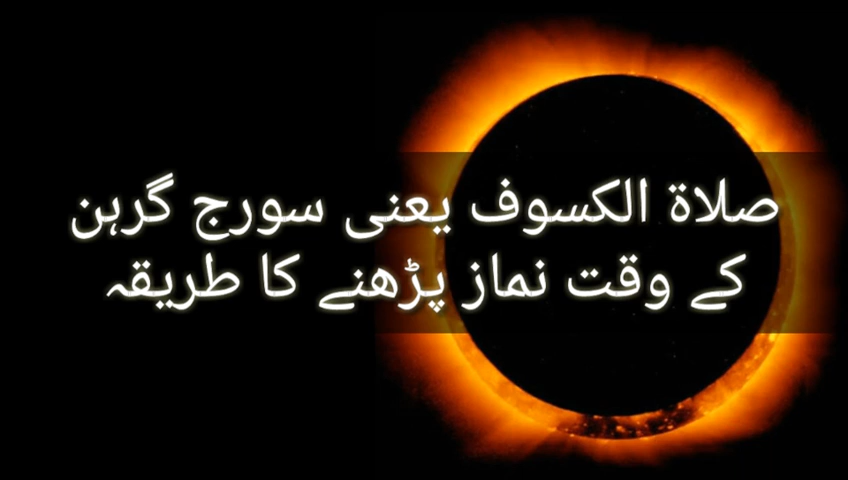 صلاۃ الکسوف یعنی سورج گرہن
کے وقت نماز پڑھنے کا طریقہ